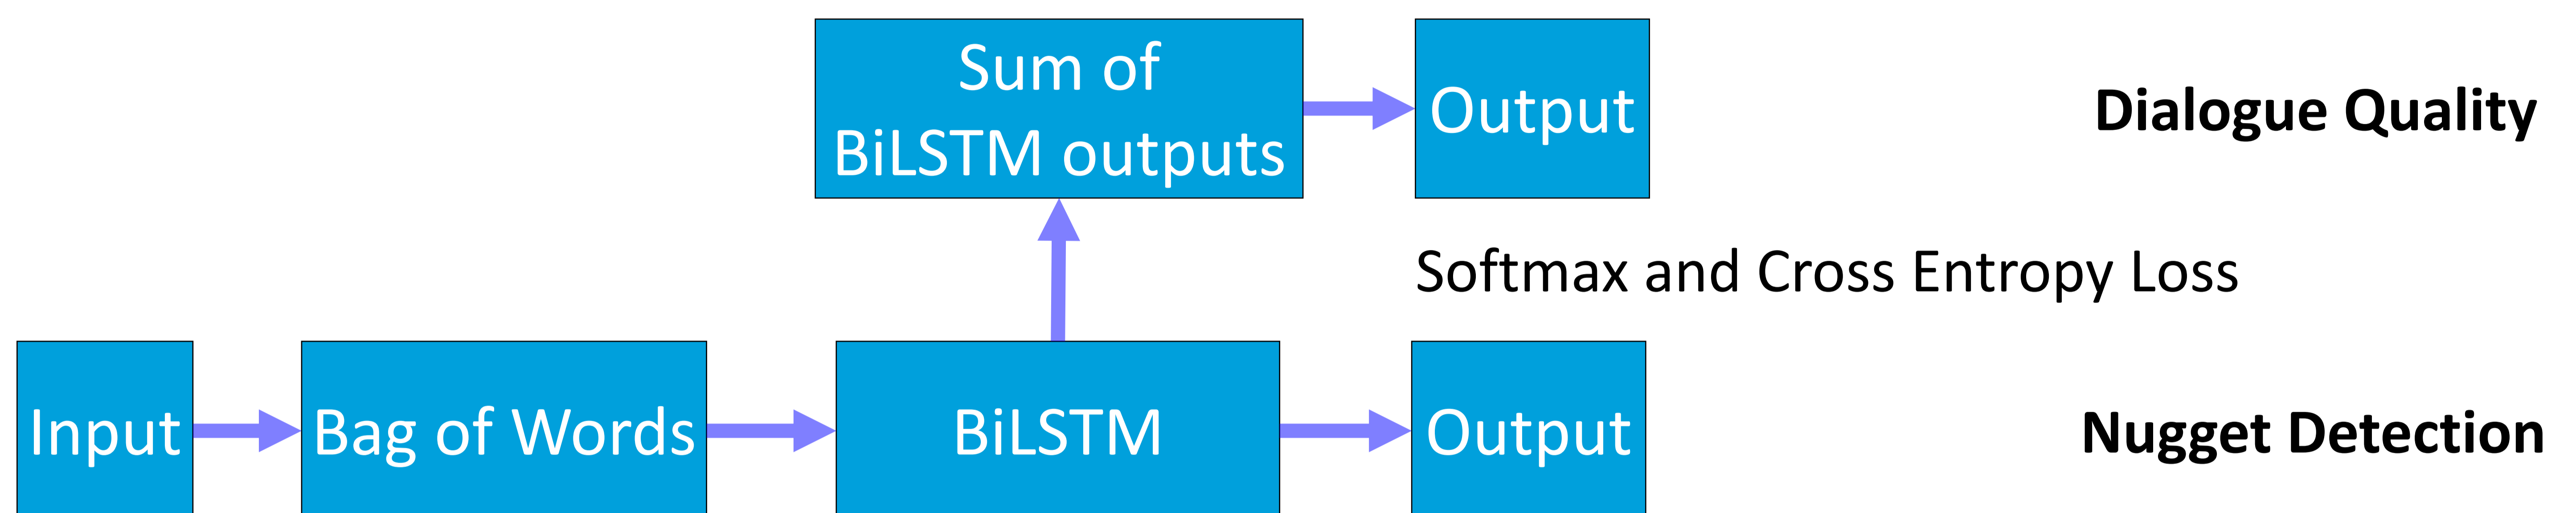 Sum of
BiLSTM outputs
Output
Dialogue Quality
Softmax and Cross Entropy Loss
Input
Bag of Words
BiLSTM
Output
Nugget Detection